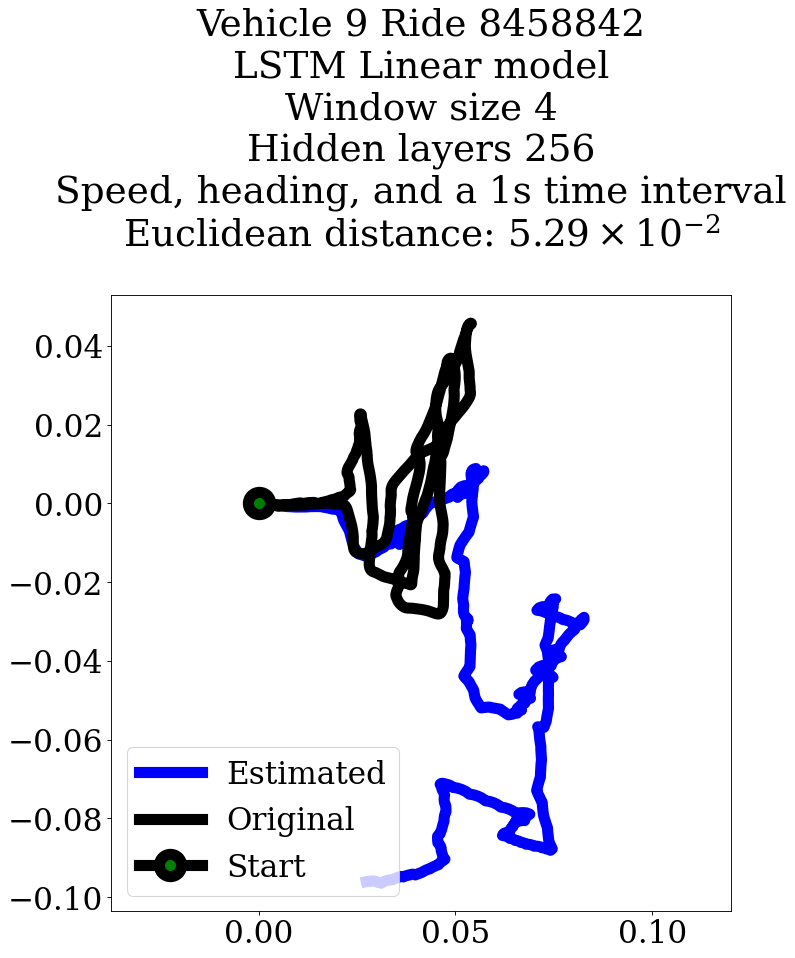 Vehicle 9 Ride 8458842
LSTM Linear model
Window size 4
Hidden layers 256
Speed, heading, and a 1s time interval
Euclidean distance: 5.29 × 10⁻²
0.04
0.02
0.00
−0.02
−0.04
−0.06
−0.08
−0.10
Estimated
Original
Start
0.00 0.05 0.10